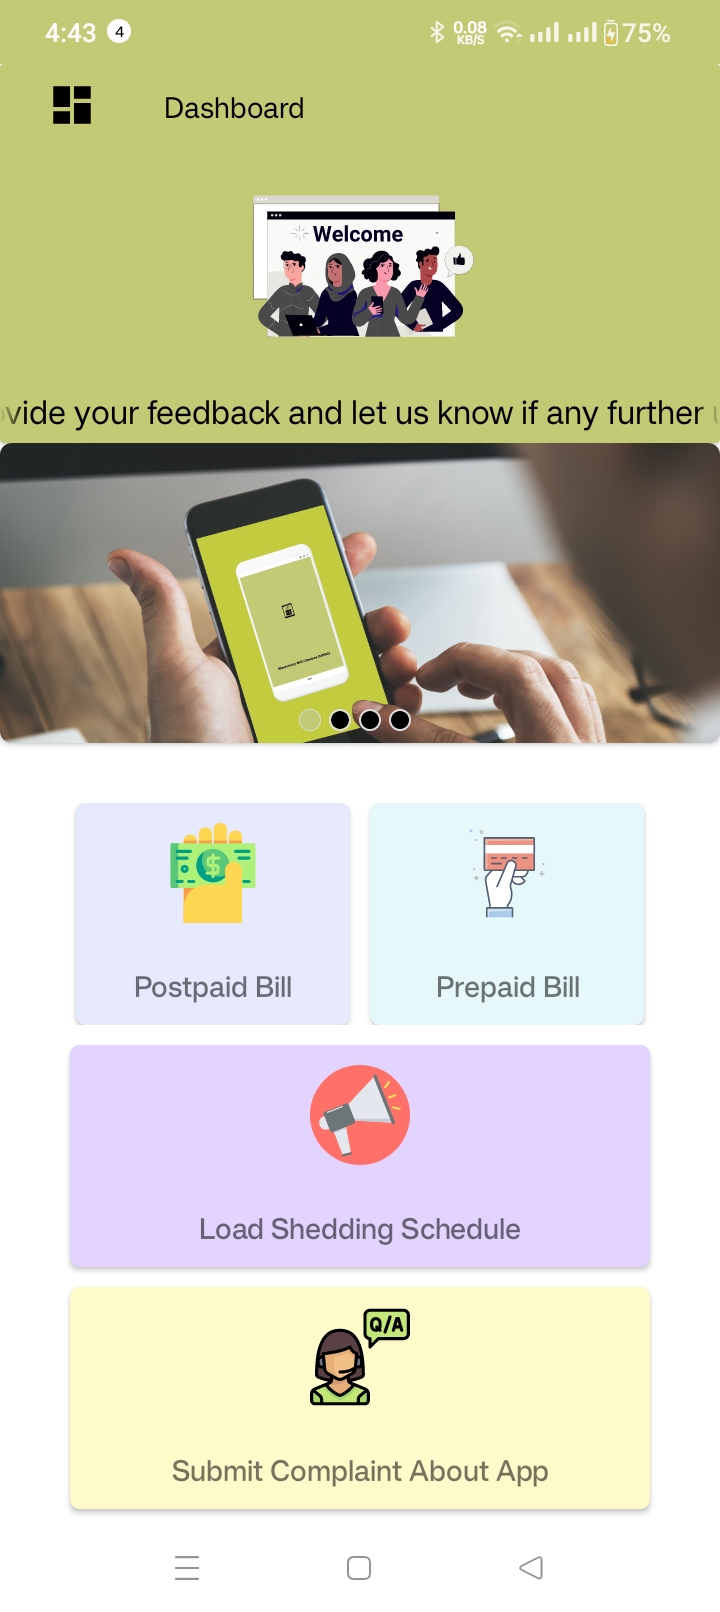 4:43 4 0.08 KB/S 75%
Dashboard
Welcome
vide your feedback and let us know if any further
Postpaid Bill
Prepaid Bill
Load Shedding Schedule
Q/A
Submit Complaint About App